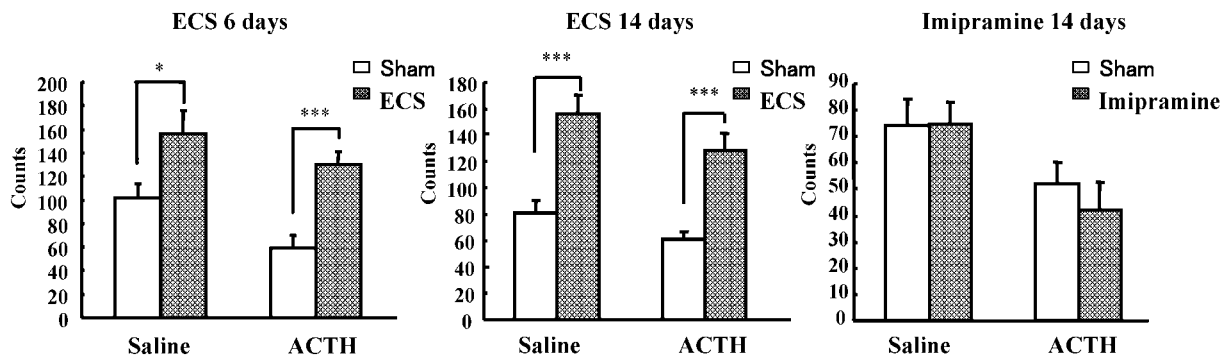 ECS 6 days
Counts
200
180
160
140
120
100
80
60
40
20
0
*
***
Sham
ECS
Saline ACTH
ECS 14 days
Counts
180
160
140
120
100
80
60
40
20
0
***
***
Sham
ECS
Saline ACTH
Imipramine 14 days
Counts
90
80
70
60
50
40
30
20
10
0
Sham
Imipramine
Saline ACTH